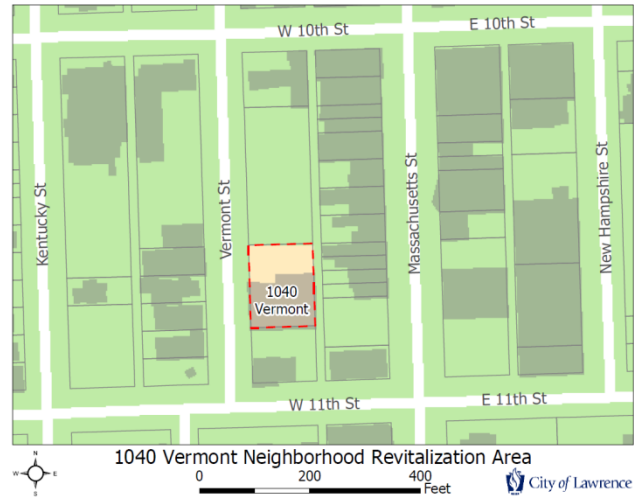 W 10th St
E 10th St
Kentucky St
Vermont St
Massachusetts St
New Hampshire St
1040
Vermont
W 11th St
E 11th St
1040 Vermont Neighborhood Revitalization Area
N
W
E
S
0
200
400
Feet
City of Lawrence